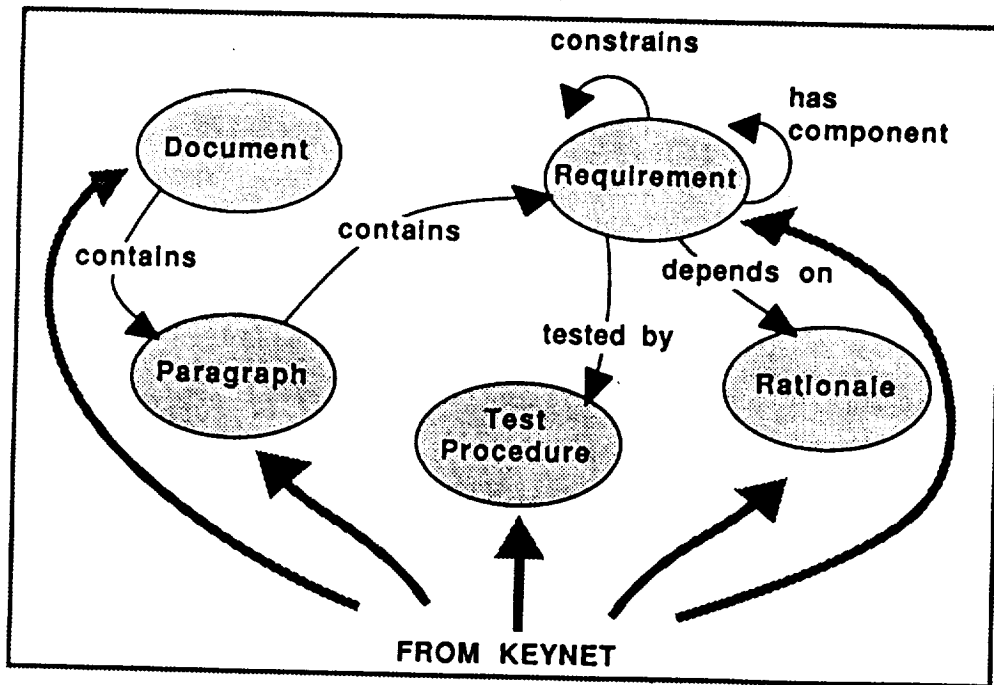 constrains
has
component
Document
Requirement
contains
contains
depends on
tested by
Paragraph
Rationale
Test
Procedure
FROM KEYNET